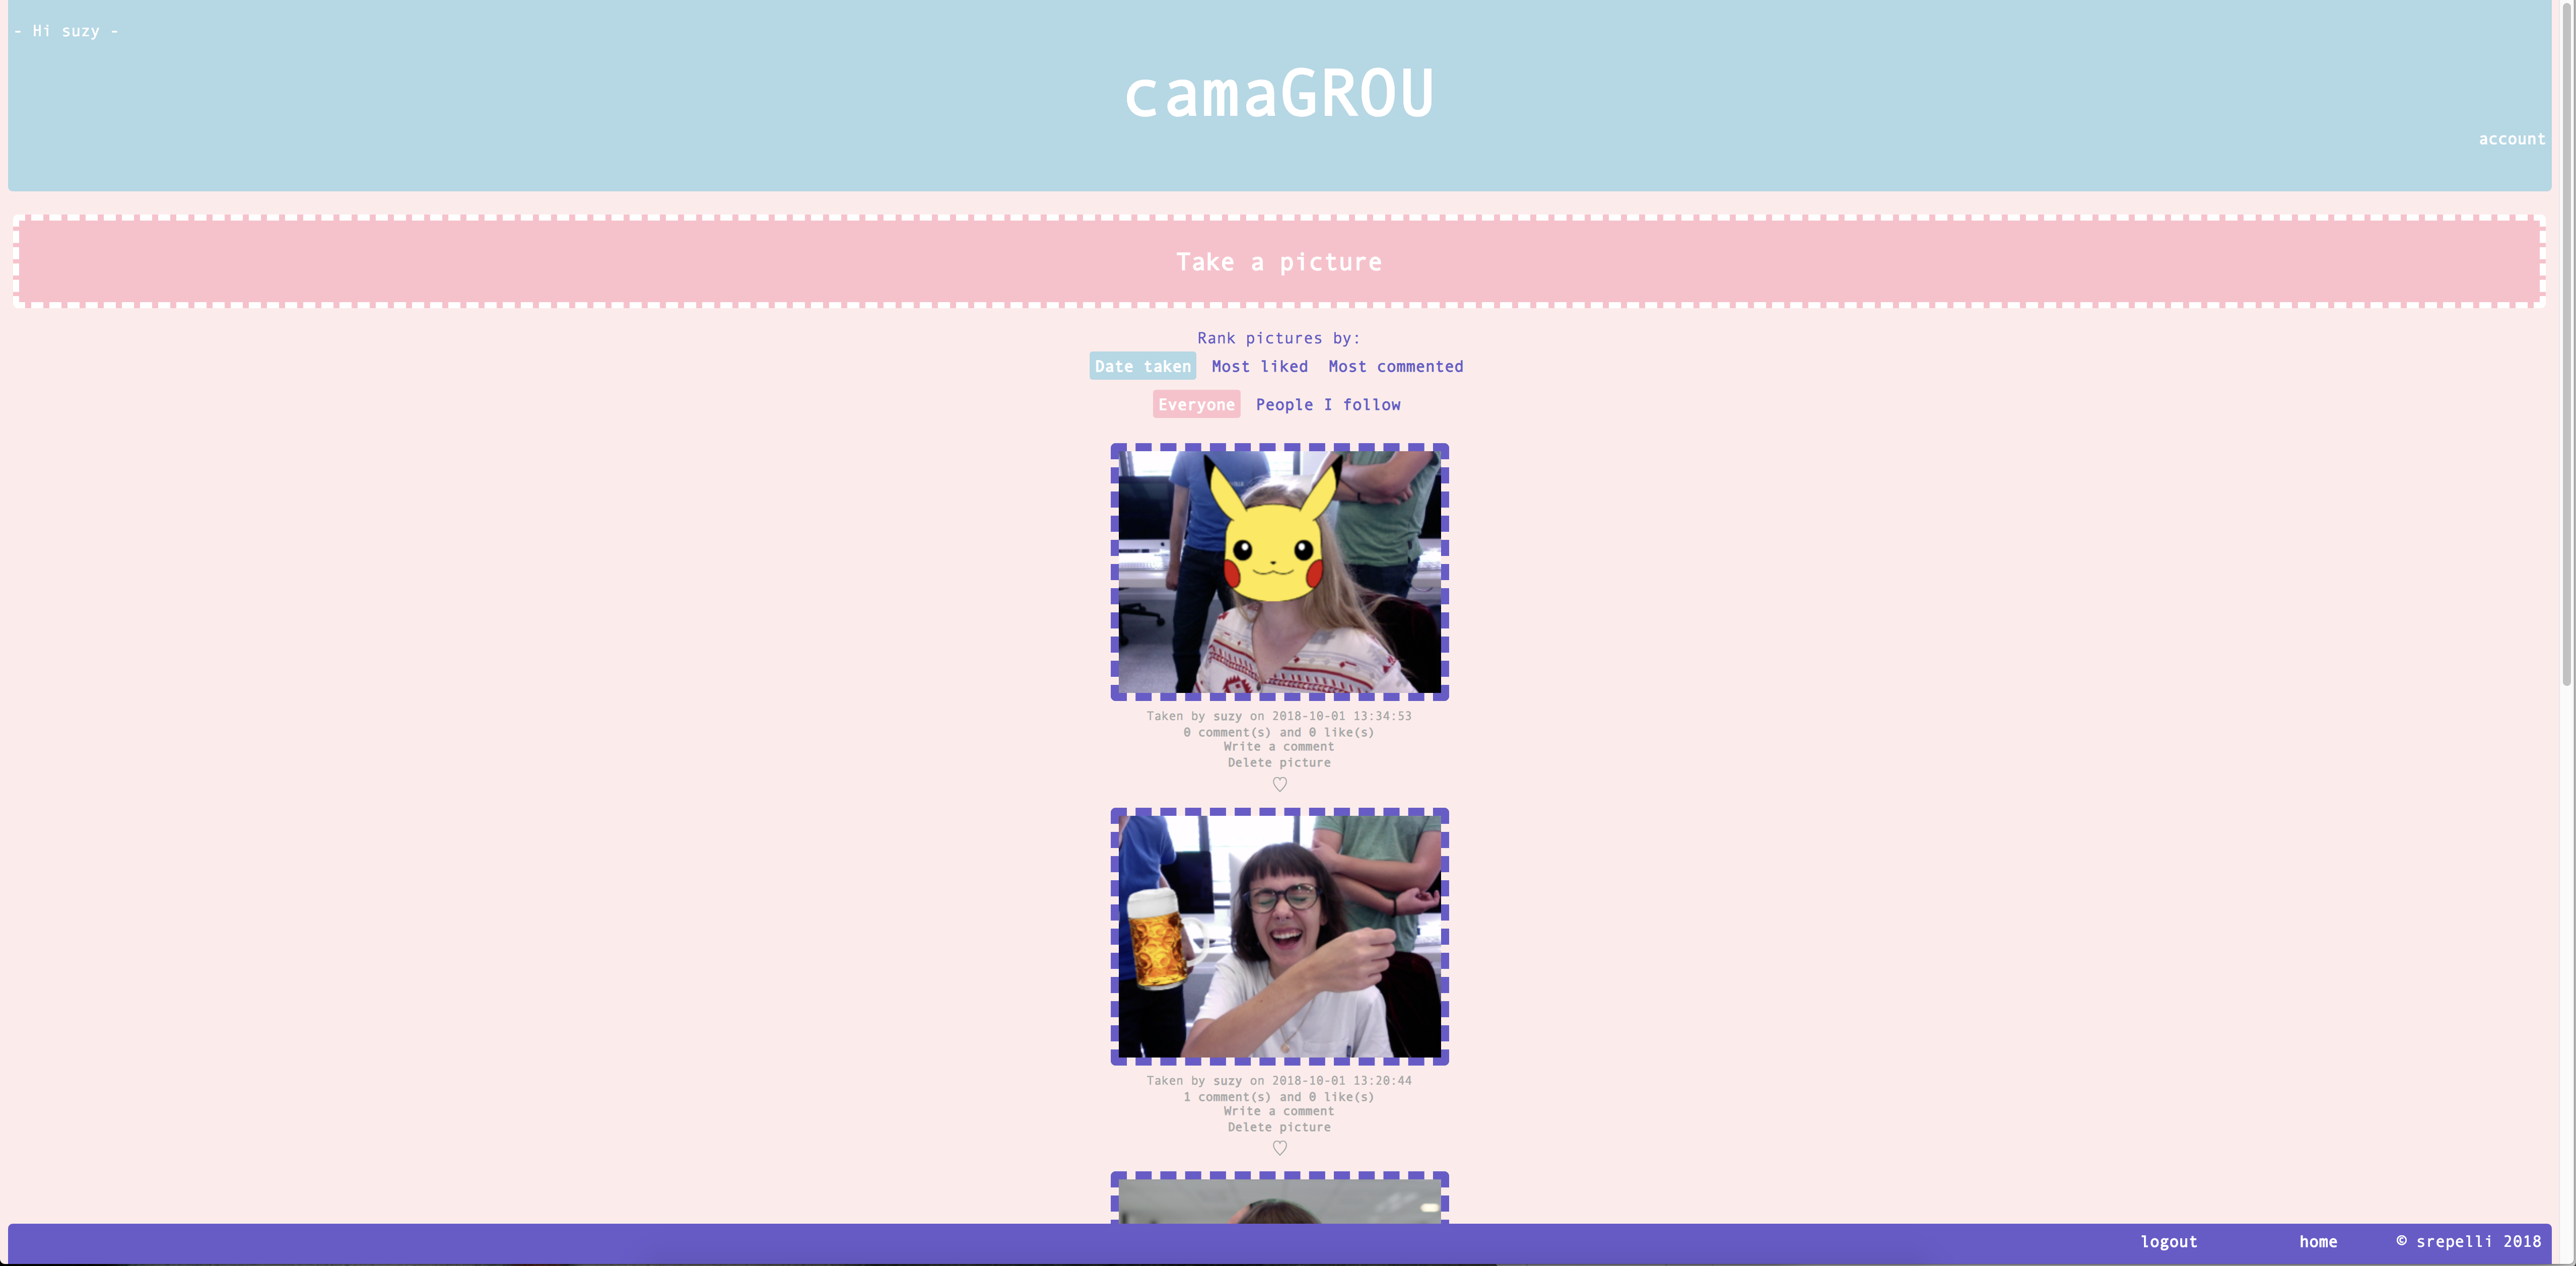 - Hi suzy -
camaGROU
account
Take a picture
Rank pictures by:
Date taken Most liked Most commented
Everyone People I follow
Taken by suzy on 2018-10-01 13:34:53
0 comment(s) and 0 like(s)
Write a comment
Delete picture
♡
Taken by suzy on 2018-10-01 13:20:44
1 comment(s) and 0 like(s)
Write a comment
Delete picture
♡
logout home © srepelli 2018